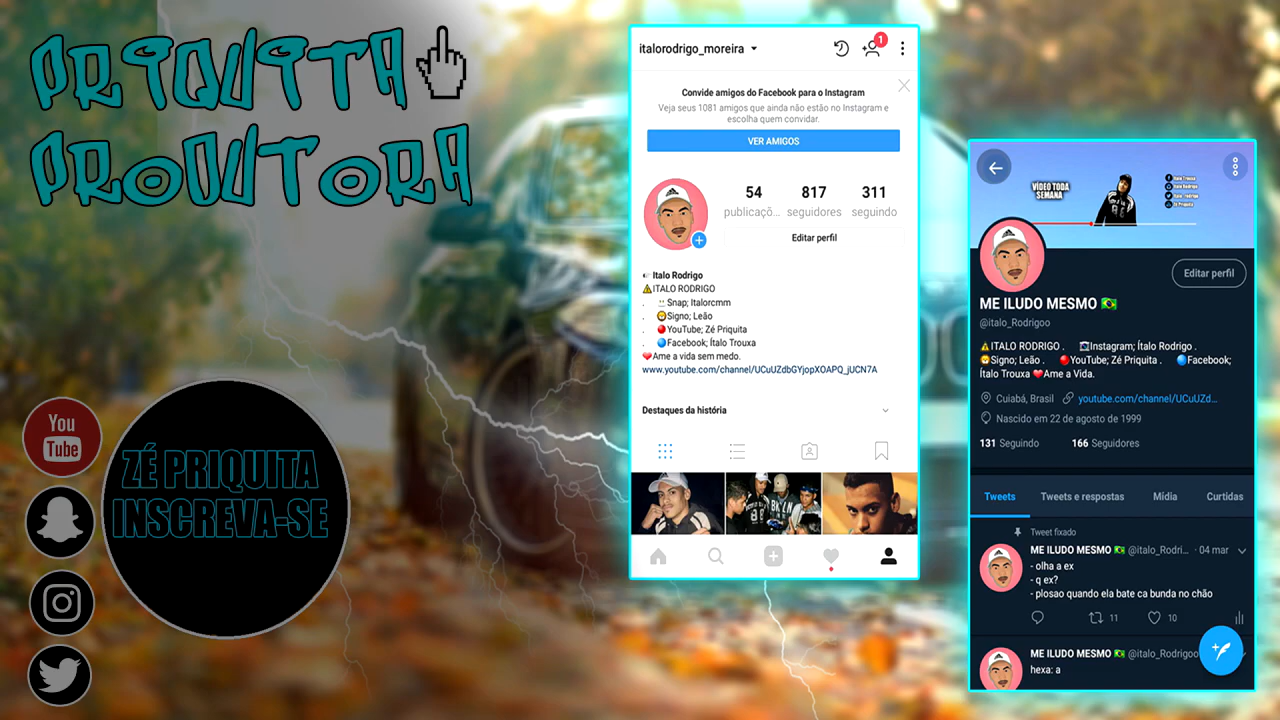 PRIQUITA
PRODUTORA
You
Tube
ZÉ PRIQUITA
INSCREVA-SE
italorodrigo_moreira
1
Convide amigos do Facebook para o Instagram
Veja seus 1081 amigos que ainda não estão no Instagram e
escolha quem convidar.
VER AMIGOS
54 817 311
publicaçõ... seguidores seguindo
Editar perfil
Italo Rodrigo
⚠ITALO RODRIGO
. Snap; Italorcmm
. Signo; Leão
. YouTube; Zé Priquita
. Facebook; Ítalo Trouxa
❤Ame a vida sem medo.
www.youtube.com/channel/UCuUZdbGYjopXOAPQ_jUCN7A
Destaques da história
VÍDEO TODA
SEMANA
Ítalo Trouxa
Italo Rodrigo
Zé Priquita
Editar perfil
ME ILUDO MESMO 🇧🇷
@italo_Rodrigoo
⚠ITALO RODRIGO . Instagram; Ítalo Rodrigo .
Signo; Leão . YouTube; Zé Priquita . Facebook;
Ítalo Trouxa ❤Ame a Vida.
Cuiabá, Brasil youtube.com/channel/UCuUZd...
Nascido em 22 de agosto de 1999
131 Seguindo 166 Seguidores
Tweets Tweets e respostas Mídia Curtidas
Tweet fixado
ME ILUDO MESMO 🇧🇷 @italo_Rodri... · 04 mar
- olha a ex
- q ex?
- plosao quando ela bate ca bunda no chão
11 10
ME ILUDO MESMO 🇧🇷 @italo_Rodrigoo
hexa: a